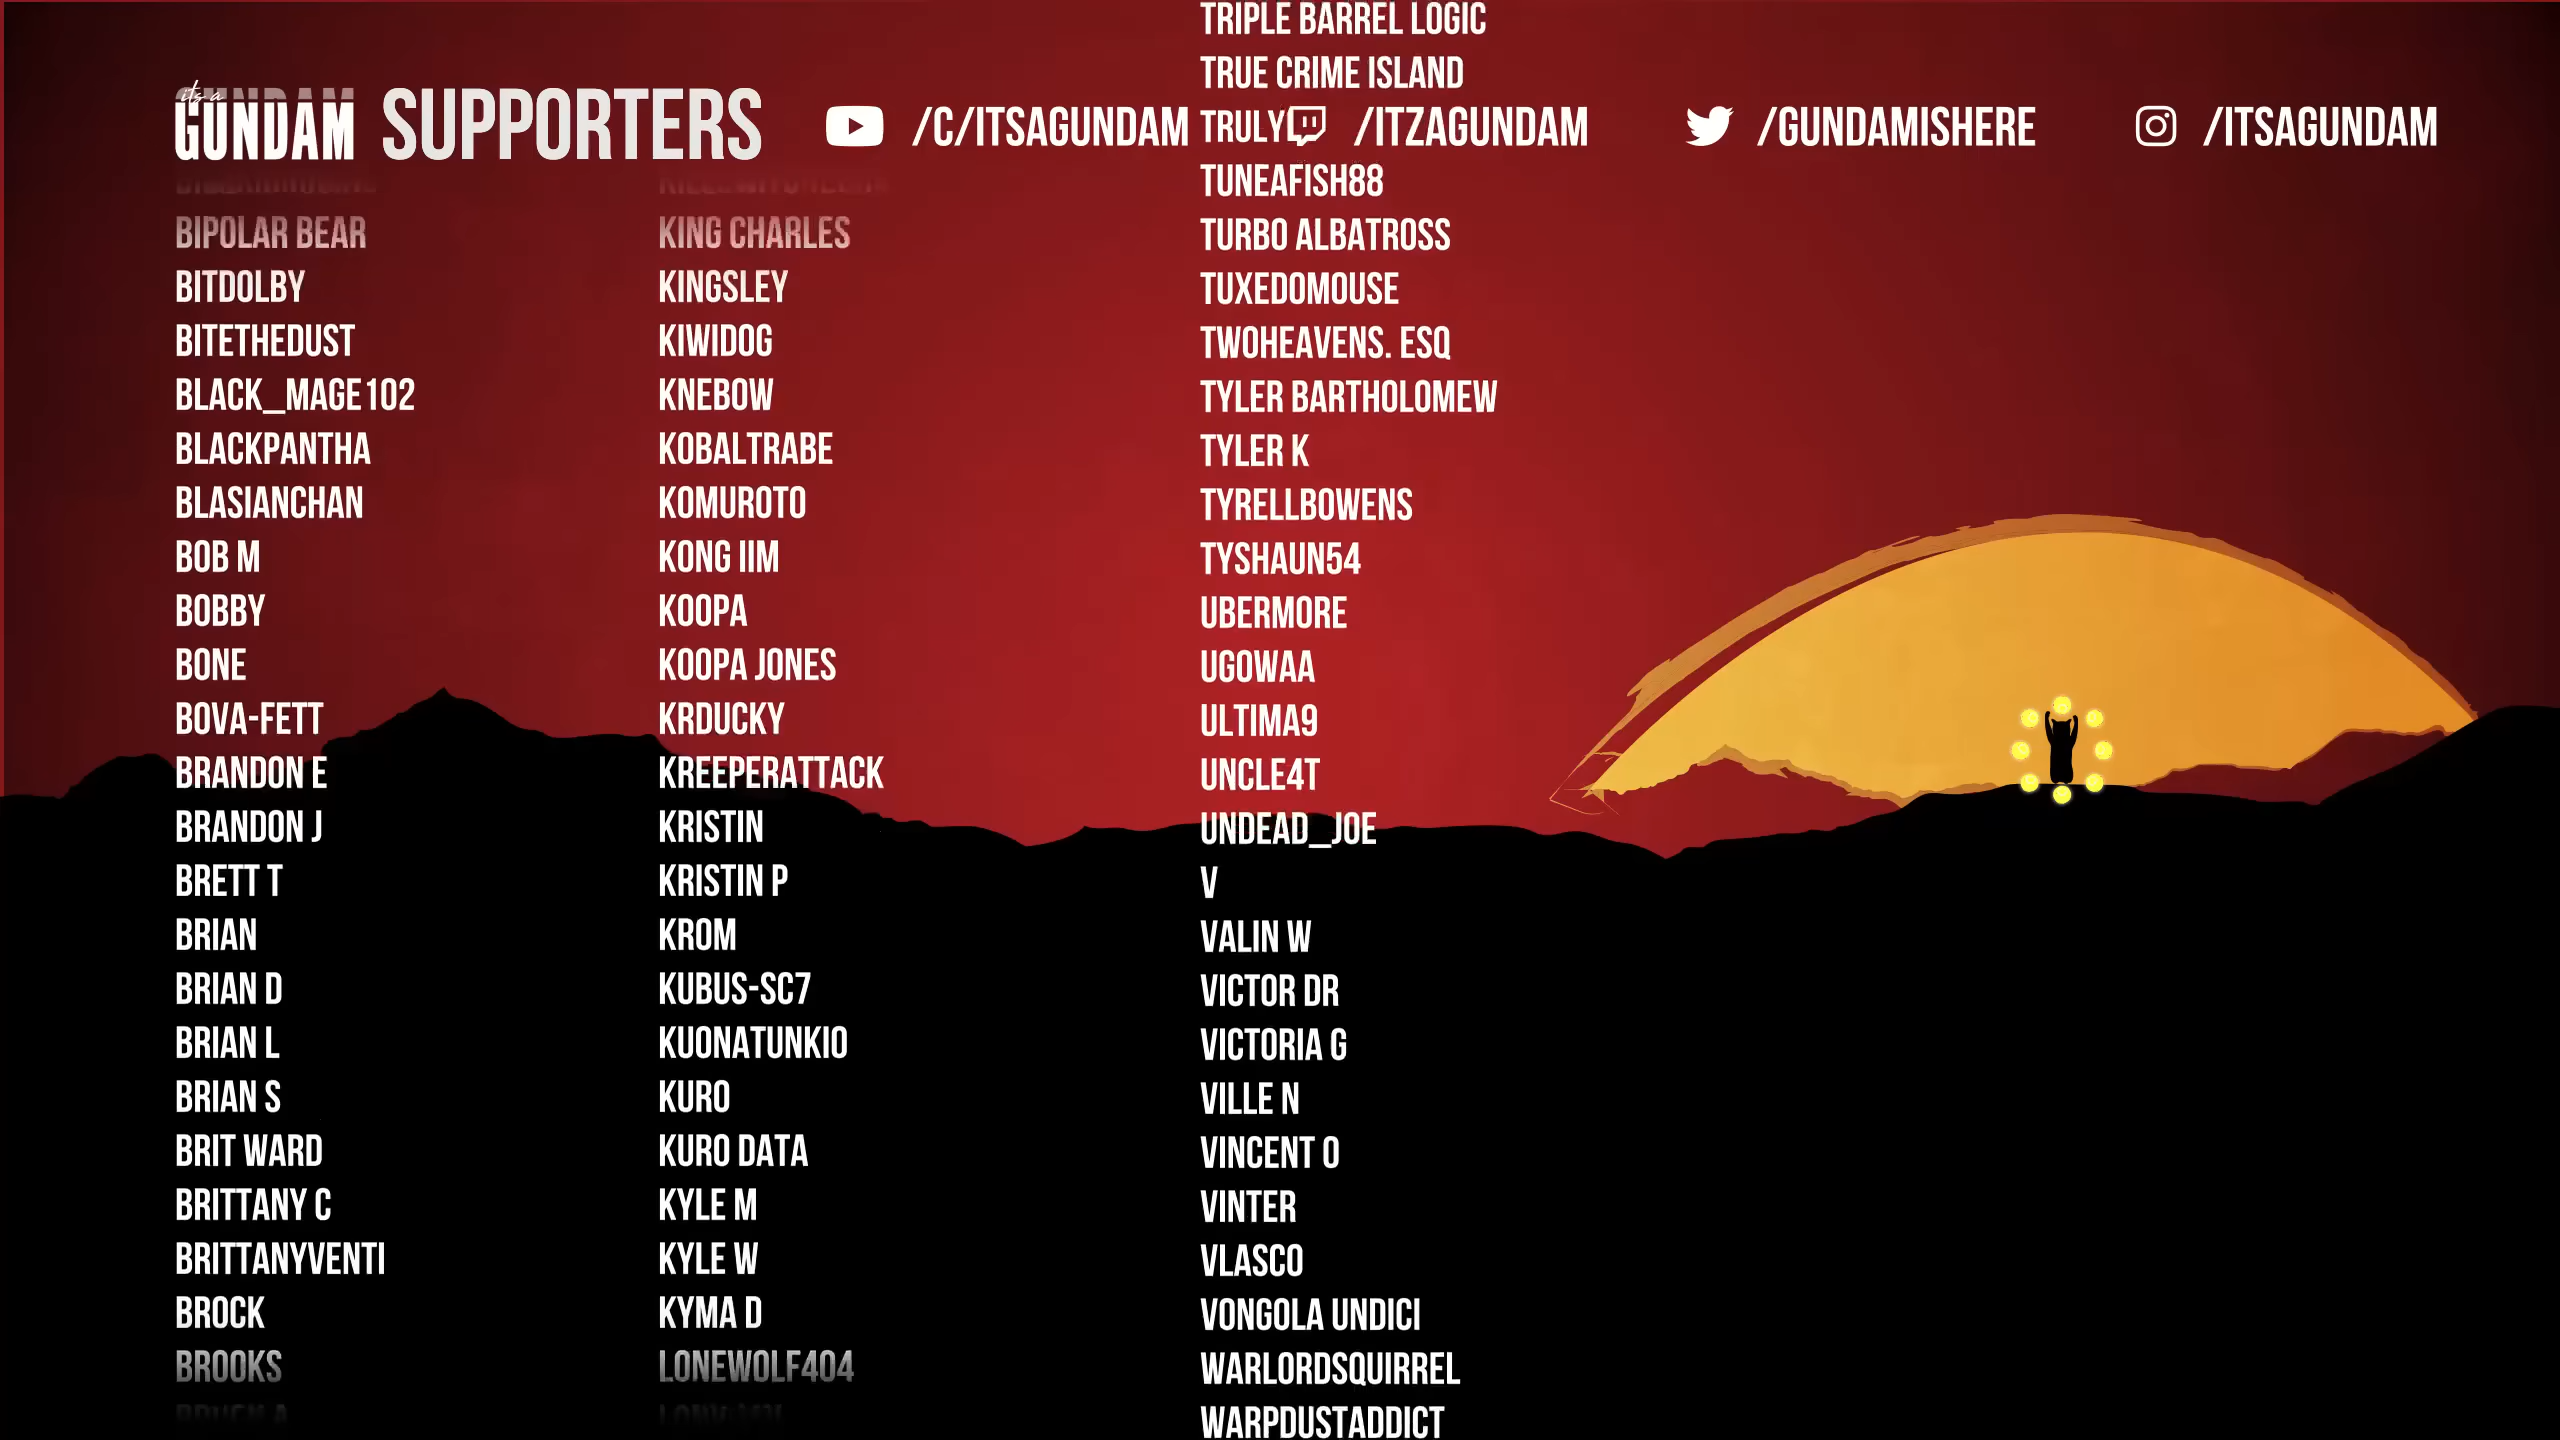 its a
GUNDAM SUPPORTERS
/C/ITSAGUNDAM
/ITZAGUNDAM
/GUNDAMISHERE
/ITSAGUNDAM
BIPOLAR BEAR
BITDOLBY
BITETHEDUST
BLACK_MAGE102
BLACKPANTHA
BLASIANCHAN
BOB M
BOBBY
BONE
BOVA-FETT
BRANDON E
BRANDON J
BRETT T
BRIAN
BRIAN D
BRIAN L
BRIAN S
BRIT WARD
BRITTANY C
BRITTANYVENTI
BROCK
BROOKS
KING CHARLES
KINGSLEY
KIWIDOG
KNEBOW
KOBALTRABE
KOMUROTO
KONG IIM
KOOPA
KOOPA JONES
KRDUCKY
KREEPERATTACK
KRISTIN
KRISTIN P
KROM
KUBUS-SC7
KUONATUNKIO
KURO
KURO DATA
KYLE M
KYLE W
KYMA D
LONEWOLF404
TRIPLE BARREL LOGIC
TRUE CRIME ISLAND
TRULY
TUNEAFISH88
TURBO ALBATROSS
TUXEDOMOUSE
TWOHEAVENS. ESQ
TYLER BARTHOLOMEW
TYLER K
TYRELLBOWENS
TYSHAUN54
UBERMORE
UGOWAA
ULTIMA9
UNCLE4T
UNDEAD_JOE
V
VALIN W
VICTOR DR
VICTORIA G
VILLE N
VINCENT O
VINTER
VLASCO
VONGOLA UNDICI
WARLORDSQUIRREL
WARPDUSTADDICT